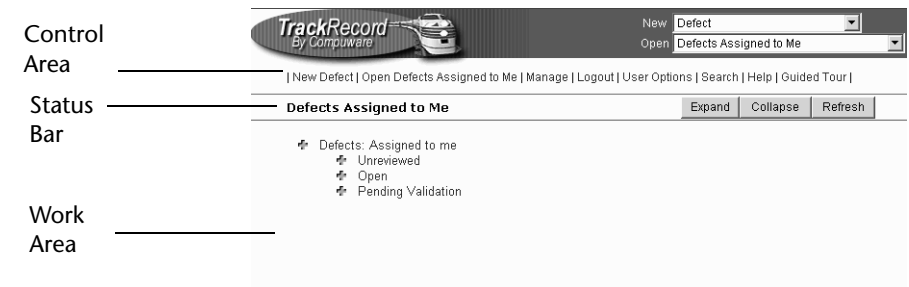 Control
Area
Status
Bar
Work
Area
TrackRecord
By Compuware
New Defect
Open Defects Assigned to Me
| New Defect | Open Defects Assigned to Me | Manage | Logout | User Options | Search | Help | Guided Tour |
Defects Assigned to Me Expand Collapse Refresh
Defects: Assigned to me
Unreviewed
Open
Pending Validation